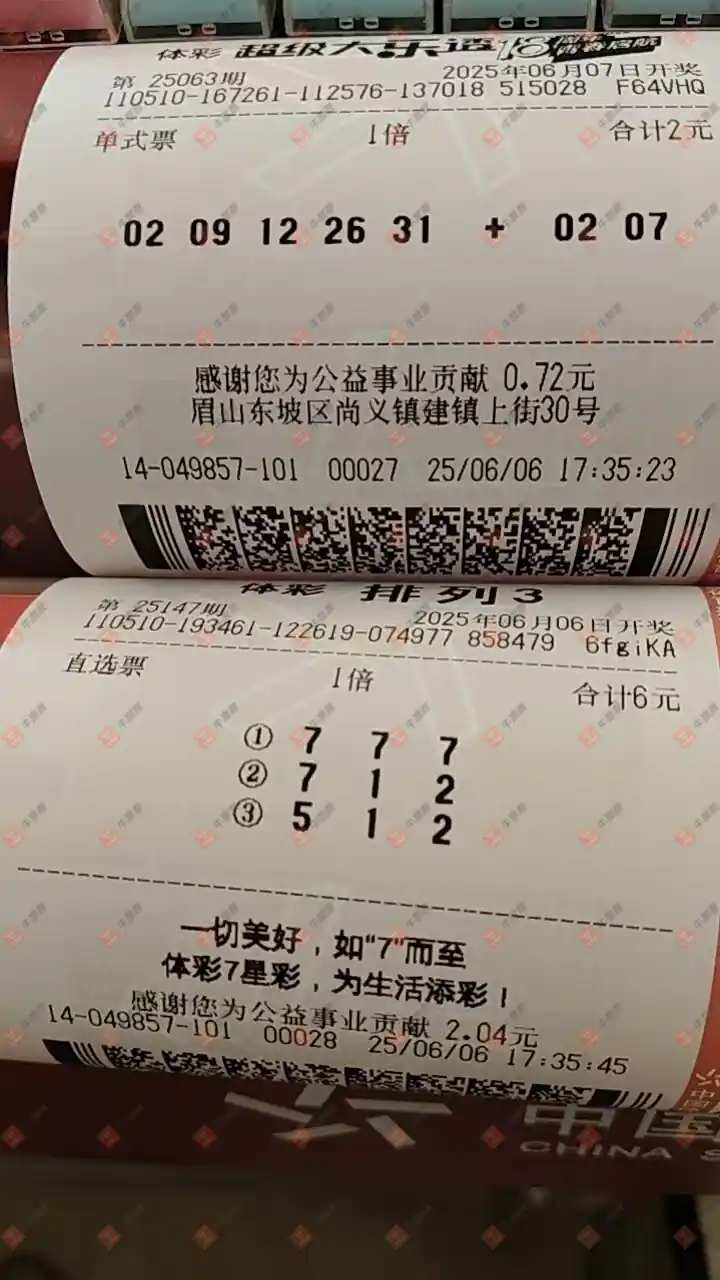 体彩 超级大乐透
第 25063期 2025年06月07日开奖
110510-167261-112576-137018 515028 F64VHQ
单式票 1倍 合计2元
02 09 12 26 31 + 02 07
感谢您为公益事业贡献 0.72元
眉山东坡区尚义镇建镇上街30号
14-049857-101 00027 25/06/06 17:35:23
体彩 排列3
第 25147期 2025年06月06日开奖
110510-193461-122619-074977 858479 6fgiKA
直选票 1倍 合计6元
① 7 7 7
② 7 1 2
③ 5 1 2
一切美好，如“7”而至
体彩7星彩，为生活添彩！
感谢您为公益事业贡献 2.04元
14-049857-101 00028 25/06/06 17:35:45
中国
CHINA S